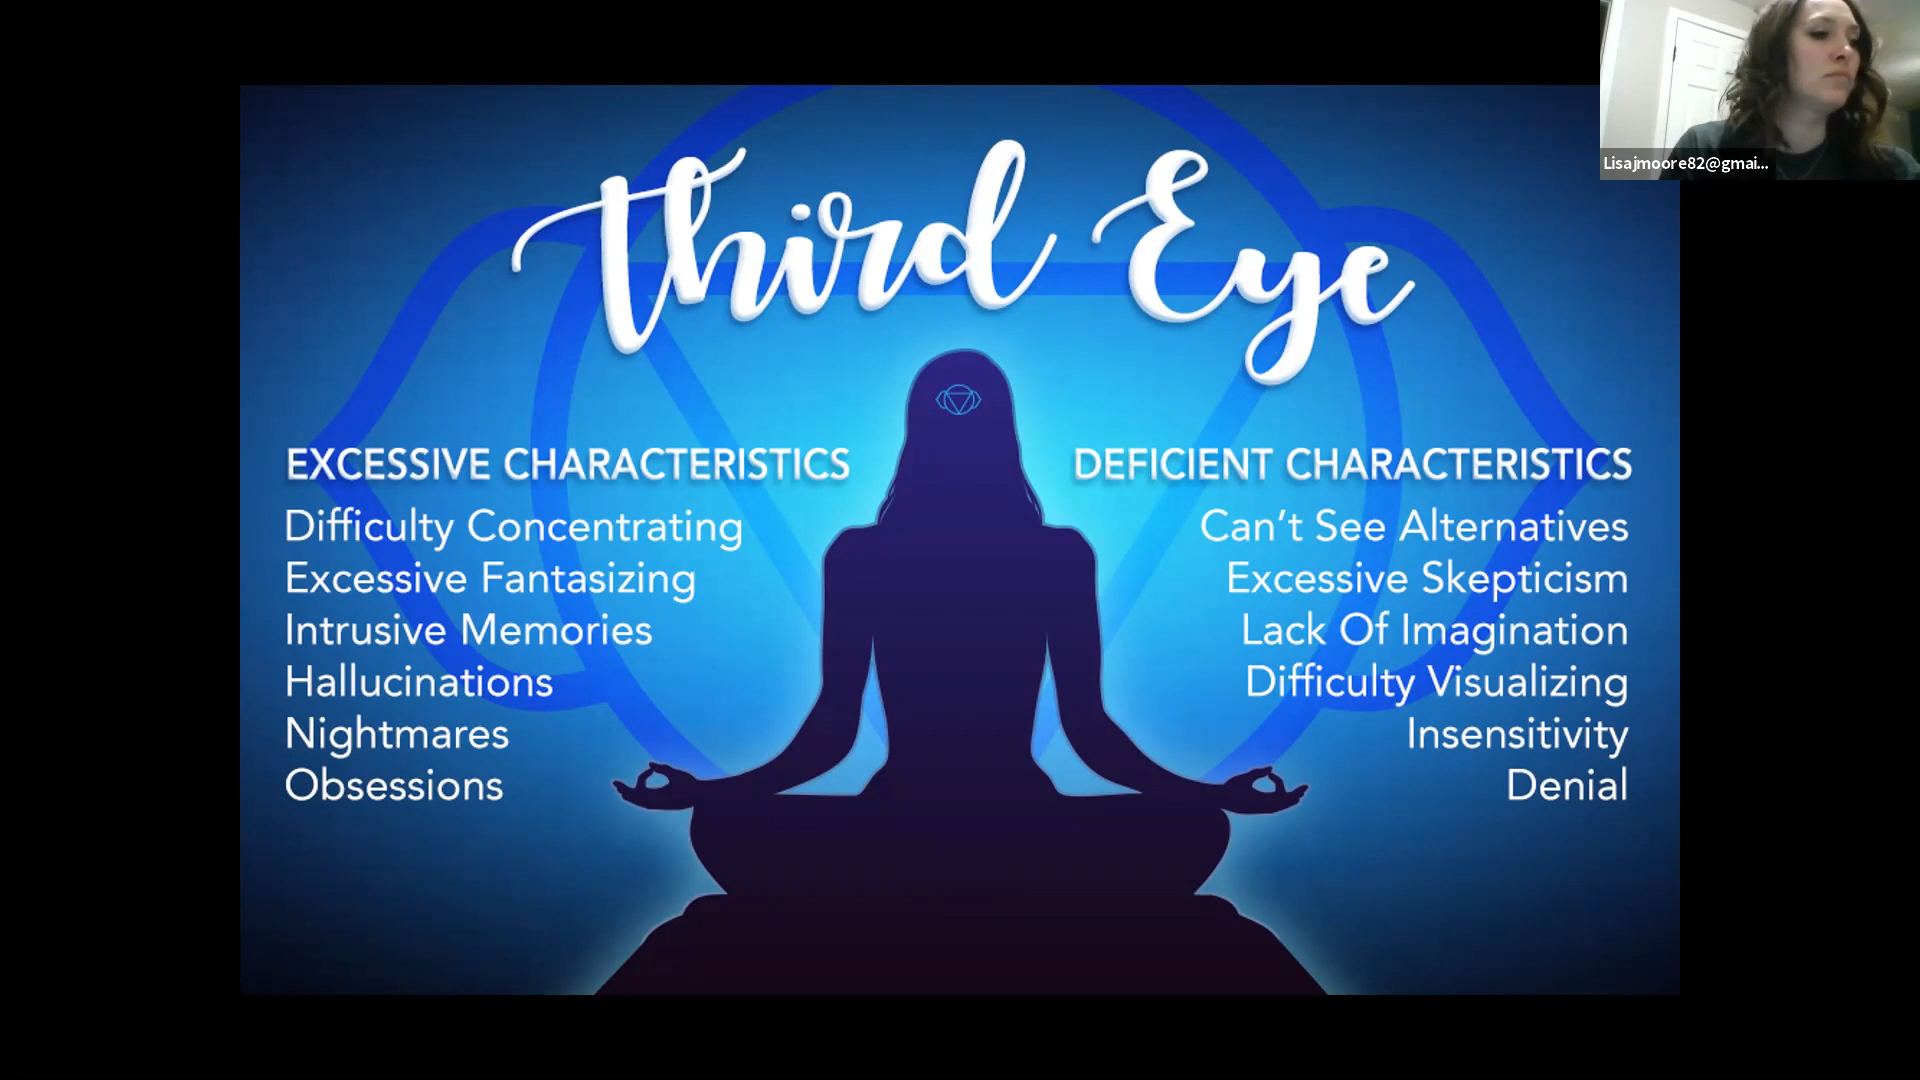 Third Eye
Lisajmoore82@gmai...
EXCESSIVE CHARACTERISTICS
Difficulty Concentrating
Excessive Fantasizing
Intrusive Memories
Hallucinations
Nightmares
Obsessions
DEFICIENT CHARACTERISTICS
Can’t See Alternatives
Excessive Skepticism
Lack Of Imagination
Difficulty Visualizing
Insensitivity
Denial